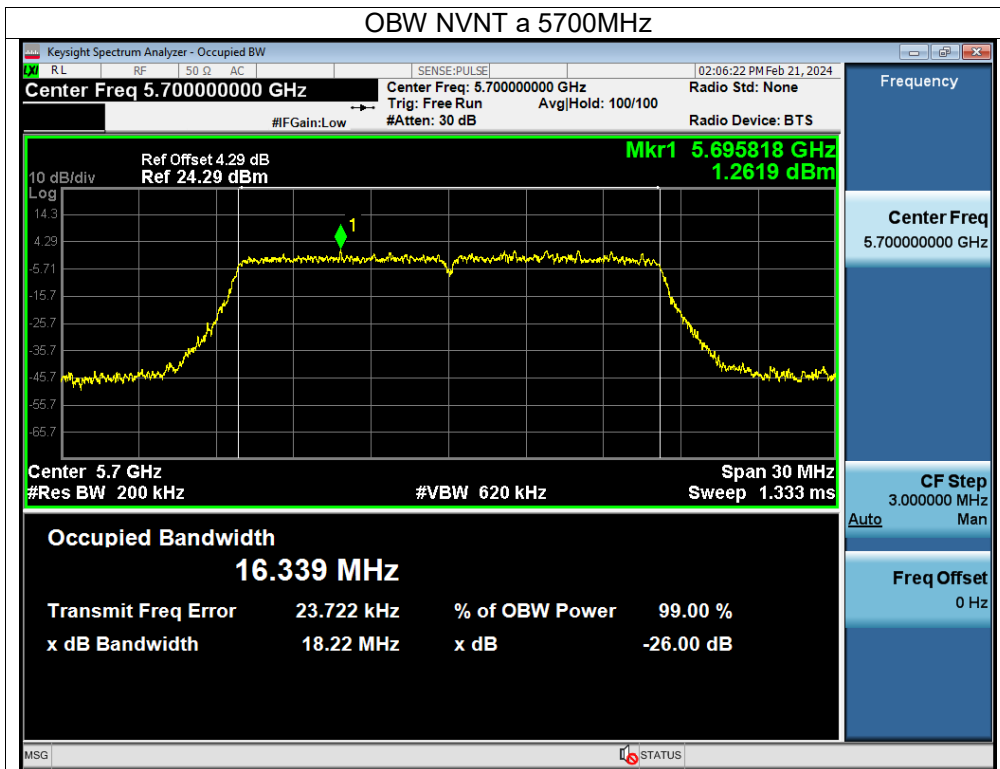 OBW NVNT a 5700MHz
Keysight Spectrum Analyzer - Occupied BW
LXI RL RF 50 Ω AC SENSE:PULSE 02:06:22 PM Feb 21, 2024
Center Freq 5.700000000 GHz
Center Freq: 5.700000000 GHz
Radio Std: None
Trig: Free Run Avg|Hold: 100/100
#IFGain:Low
#Atten: 30 dB
Radio Device: BTS
Mkr1 5.695818 GHz
1.2619 dBm
Ref Offset 4.29 dB
10 dB/div Ref 24.29 dBm
Log
14.3
1
4.29
-5.71
-15.7
-25.7
-35.7
-45.7
-55.7
-65.7
Center 5.7 GHz Span 30 MHz
#Res BW 200 kHz #VBW 620 kHz Sweep 1.333 ms
Occupied Bandwidth
16.339 MHz
Transmit Freq Error 23.722 kHz % of OBW Power 99.00 %
x dB Bandwidth 18.22 MHz x dB -26.00 dB
MSG STATUS
Frequency
Center Freq
5.700000000 GHz
CF Step
3.000000 MHz
Auto Man
Freq Offset
0 Hz